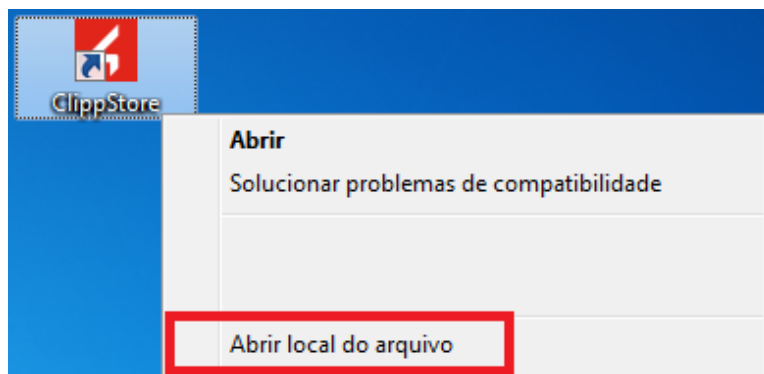 ClippStore
Abrir
Solucionar problemas de compatibilidade
Abrir local do arquivo